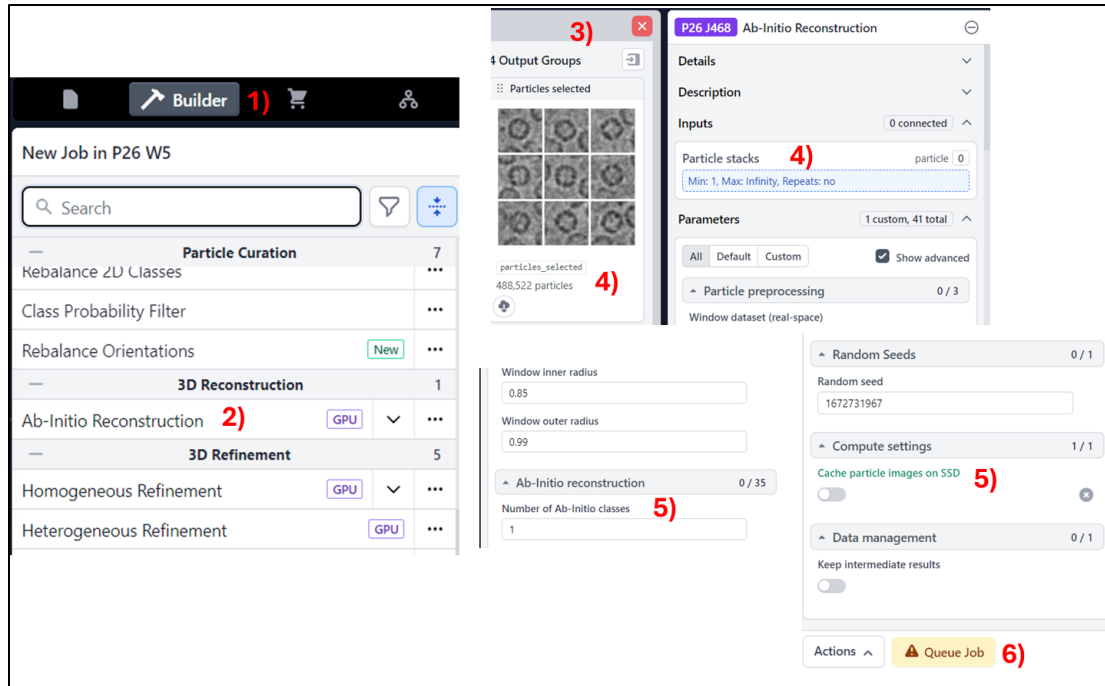 Builder 1)
New Job in P26 W5
Search
Particle Curation 7
Rebalance 2D Classes
Class Probability Filter
Rebalance Orientations New
3D Reconstruction 1
Ab-Initio Reconstruction 2) GPU
3D Refinement 5
Homogeneous Refinement GPU
Heterogeneous Refinement GPU
3)
4 Output Groups
Particles selected
particles_selected
488,522 particles 4)
P26 J468 Ab-Initio Reconstruction
Details
Description
Inputs 0 connected
Particle stacks 4) particle 0
Min: 1, Max: Infinity, Repeats: no
Parameters 1 custom, 41 total
All Default Custom Show advanced
Particle preprocessing 0 / 3
Window dataset (real-space)
Window inner radius
0.85
Window outer radius
0.99
Ab-Initio reconstruction 0 / 35
Number of Ab-Initio classes 5)
1
Random Seeds 0 / 1
Random seed
1672731967
Compute settings 1 / 1
Cache particle images on SSD 5)
Data management 0 / 1
Keep intermediate results
Actions Queue Job 6)